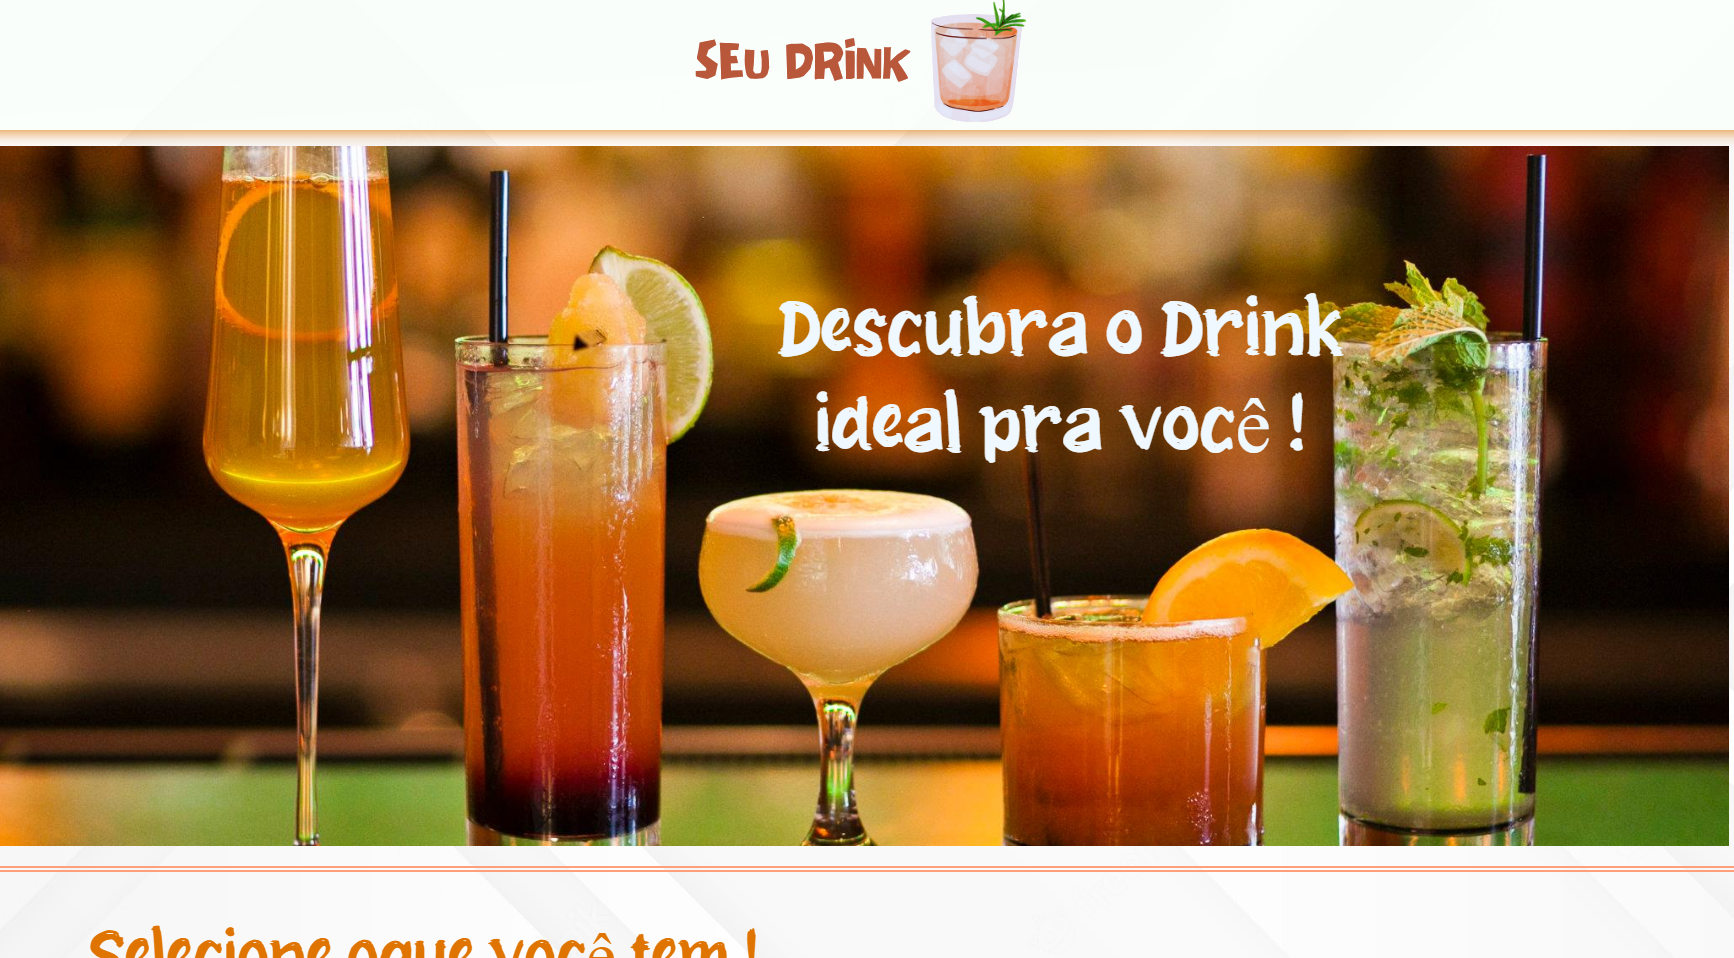 SEU DRiNK
Descubra o Drink
ideal pra você !
Selecione oque você tem !